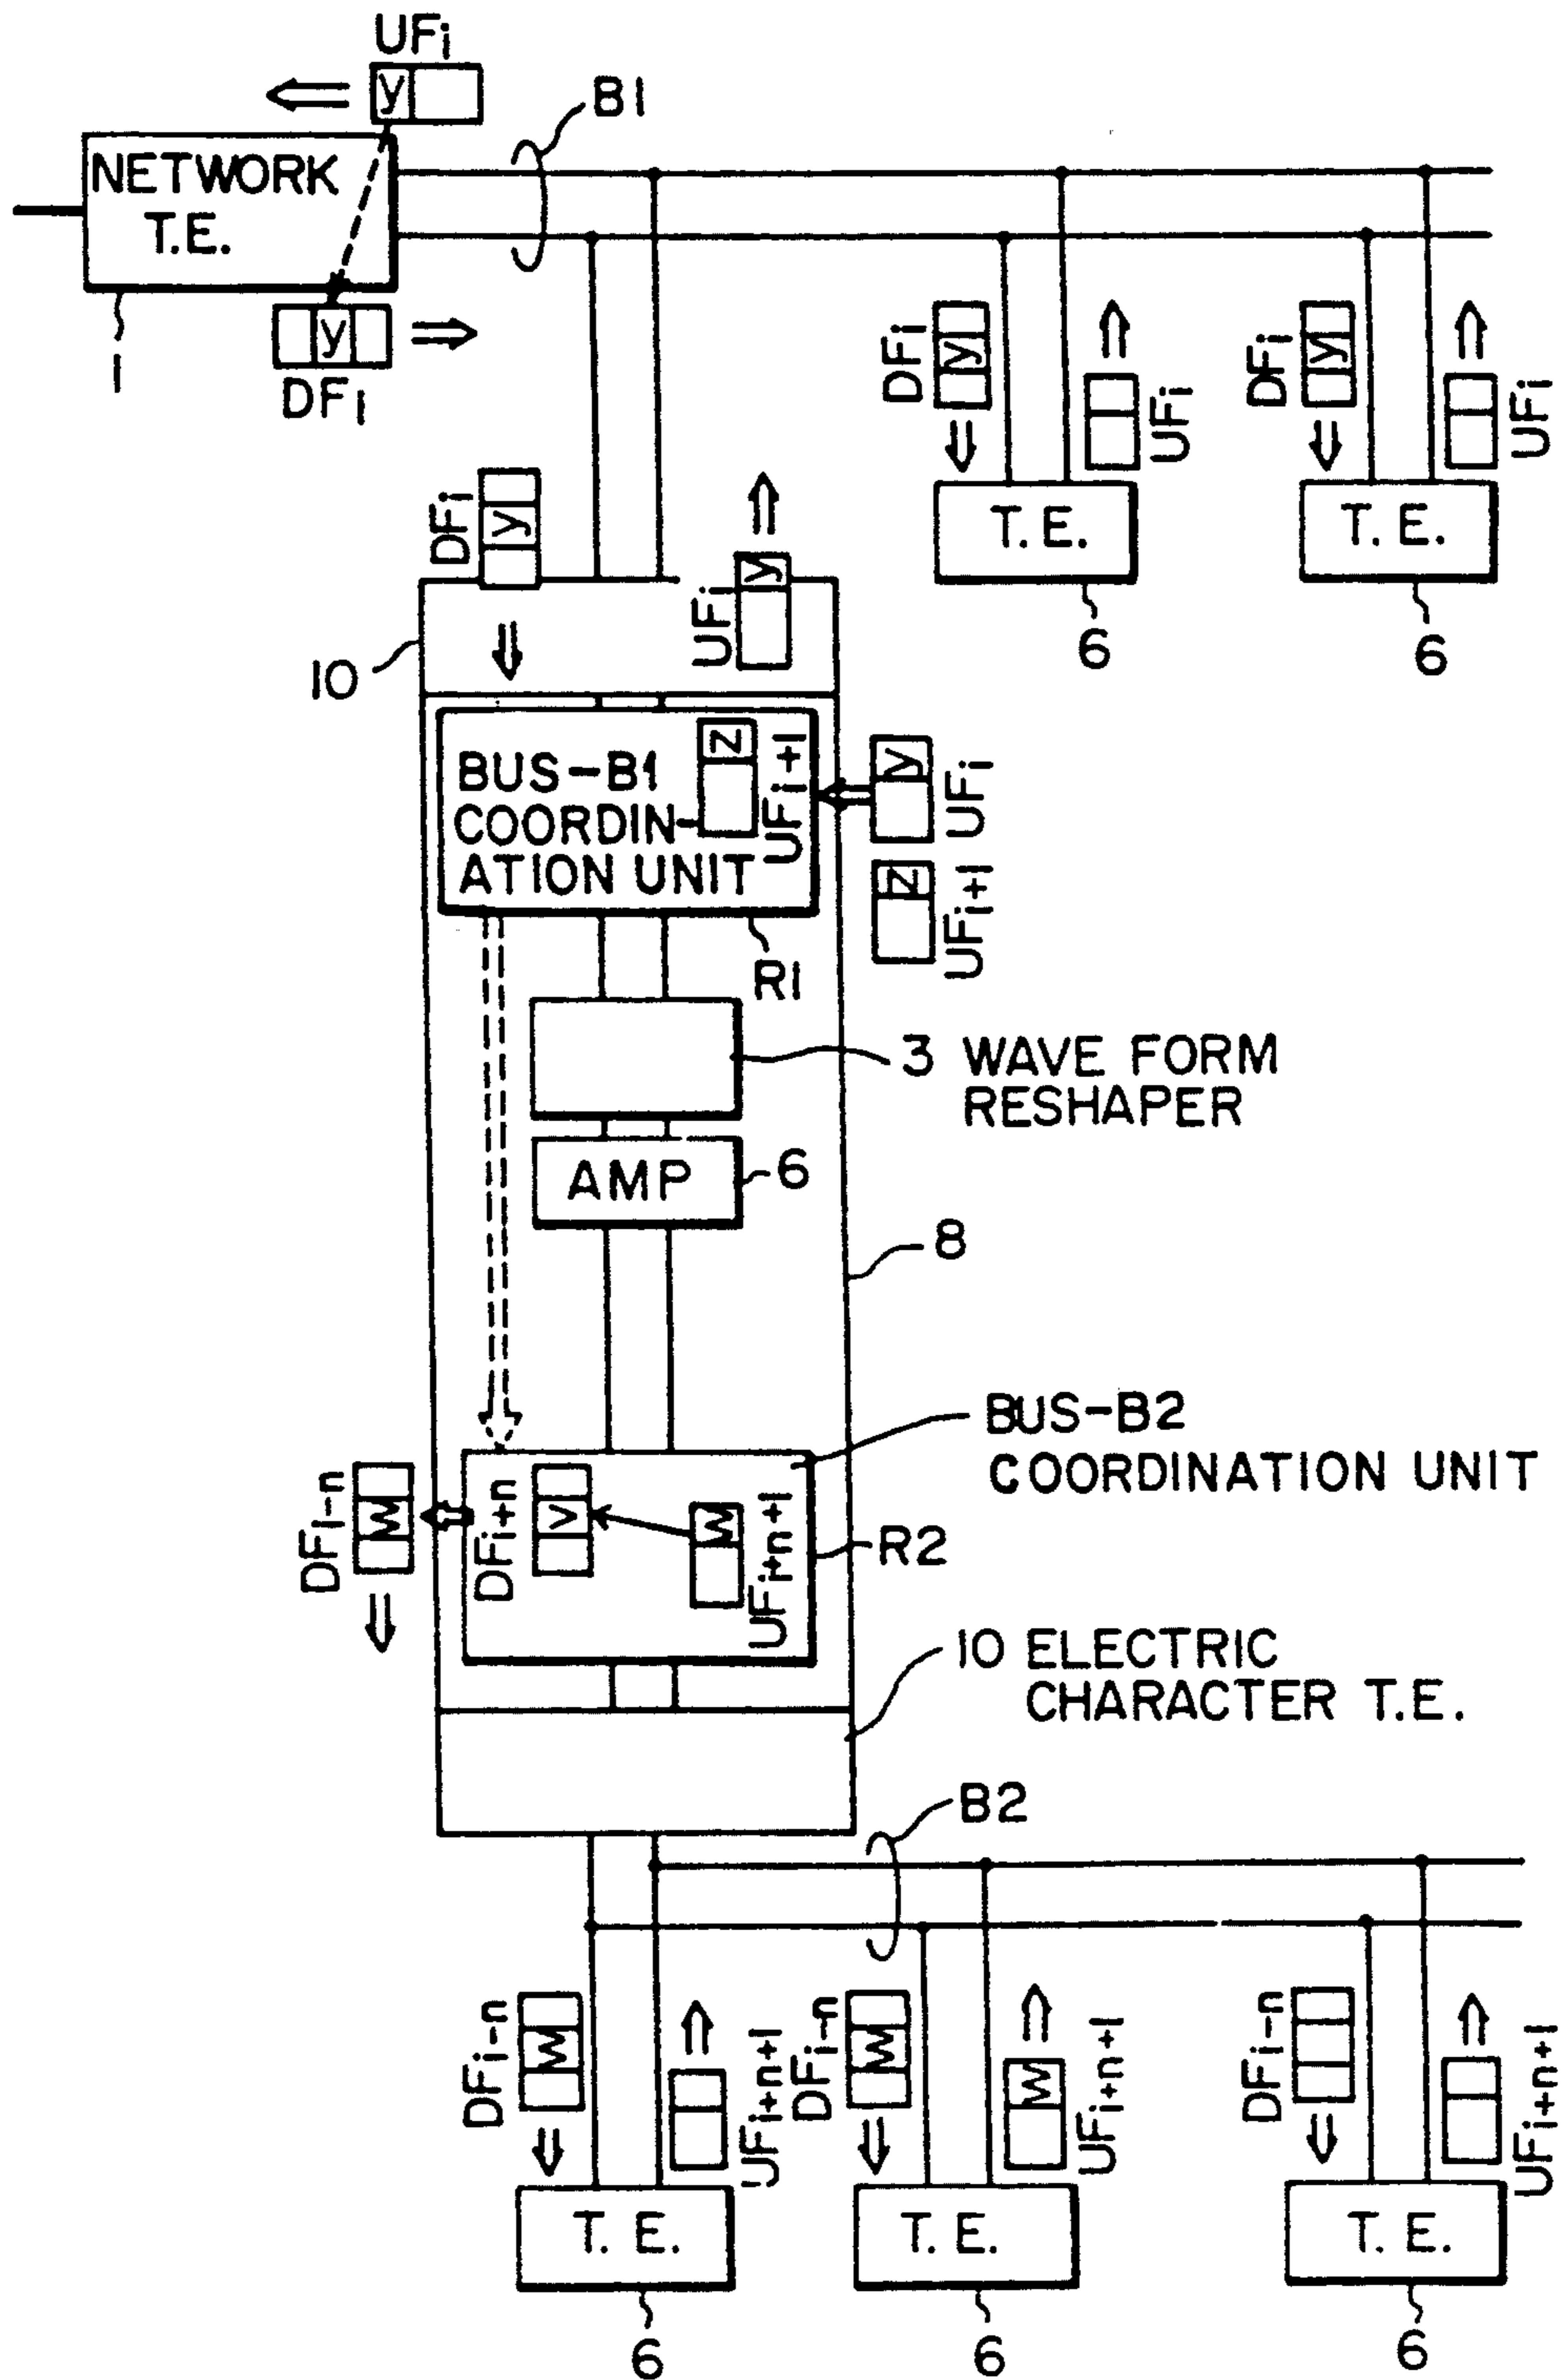 UFi
y
B1
NETWORK
T.E.
1
y
DFi
DFi
y
UFi
DFi
y
UFi
T. E.
6
T. E.
6
DFi
y
UFi
y
10
BUS-B1
COORDIN-
ATION UNIT
z
UFi+1
y
UFi
z
UFi+1
R1
3 WAVE FORM
RESHAPER
AMP
6
8
BUS-B2
COORDINATION UNIT
DFi-n
w
DFi+n
v
w
UFi+n+1
R2
10 ELECTRIC
CHARACTER T.E.
B2
DFi-n
w
UFi+n+1
DFi-n
w
w
UFi+n+1
DFi-n
UFi+n+1
T. E.
6
T. E.
6
T. E.
6